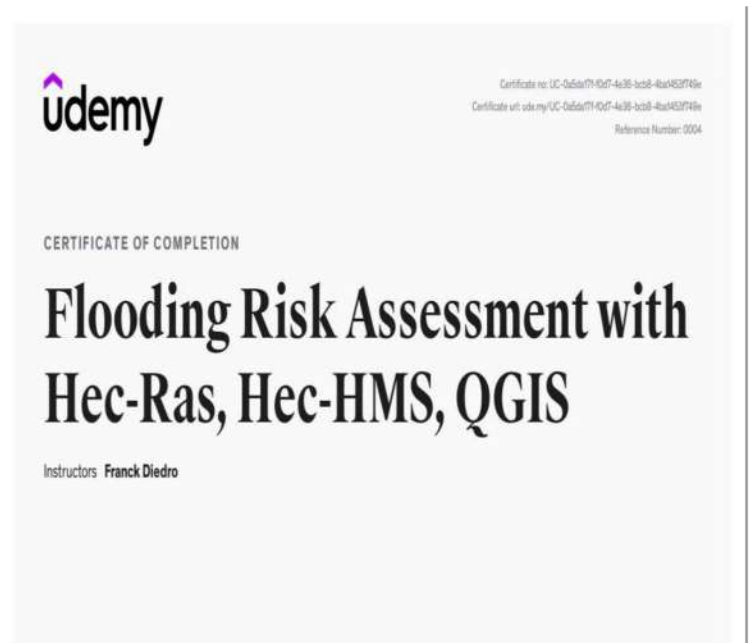 ûdemy
Certificate no:
Certificate url:
Reference Number: 0004
CERTIFICATE OF COMPLETION
Flooding Risk Assessment with
Hec-Ras, Hec-HMS, QGIS
Instructors Franck Diedro